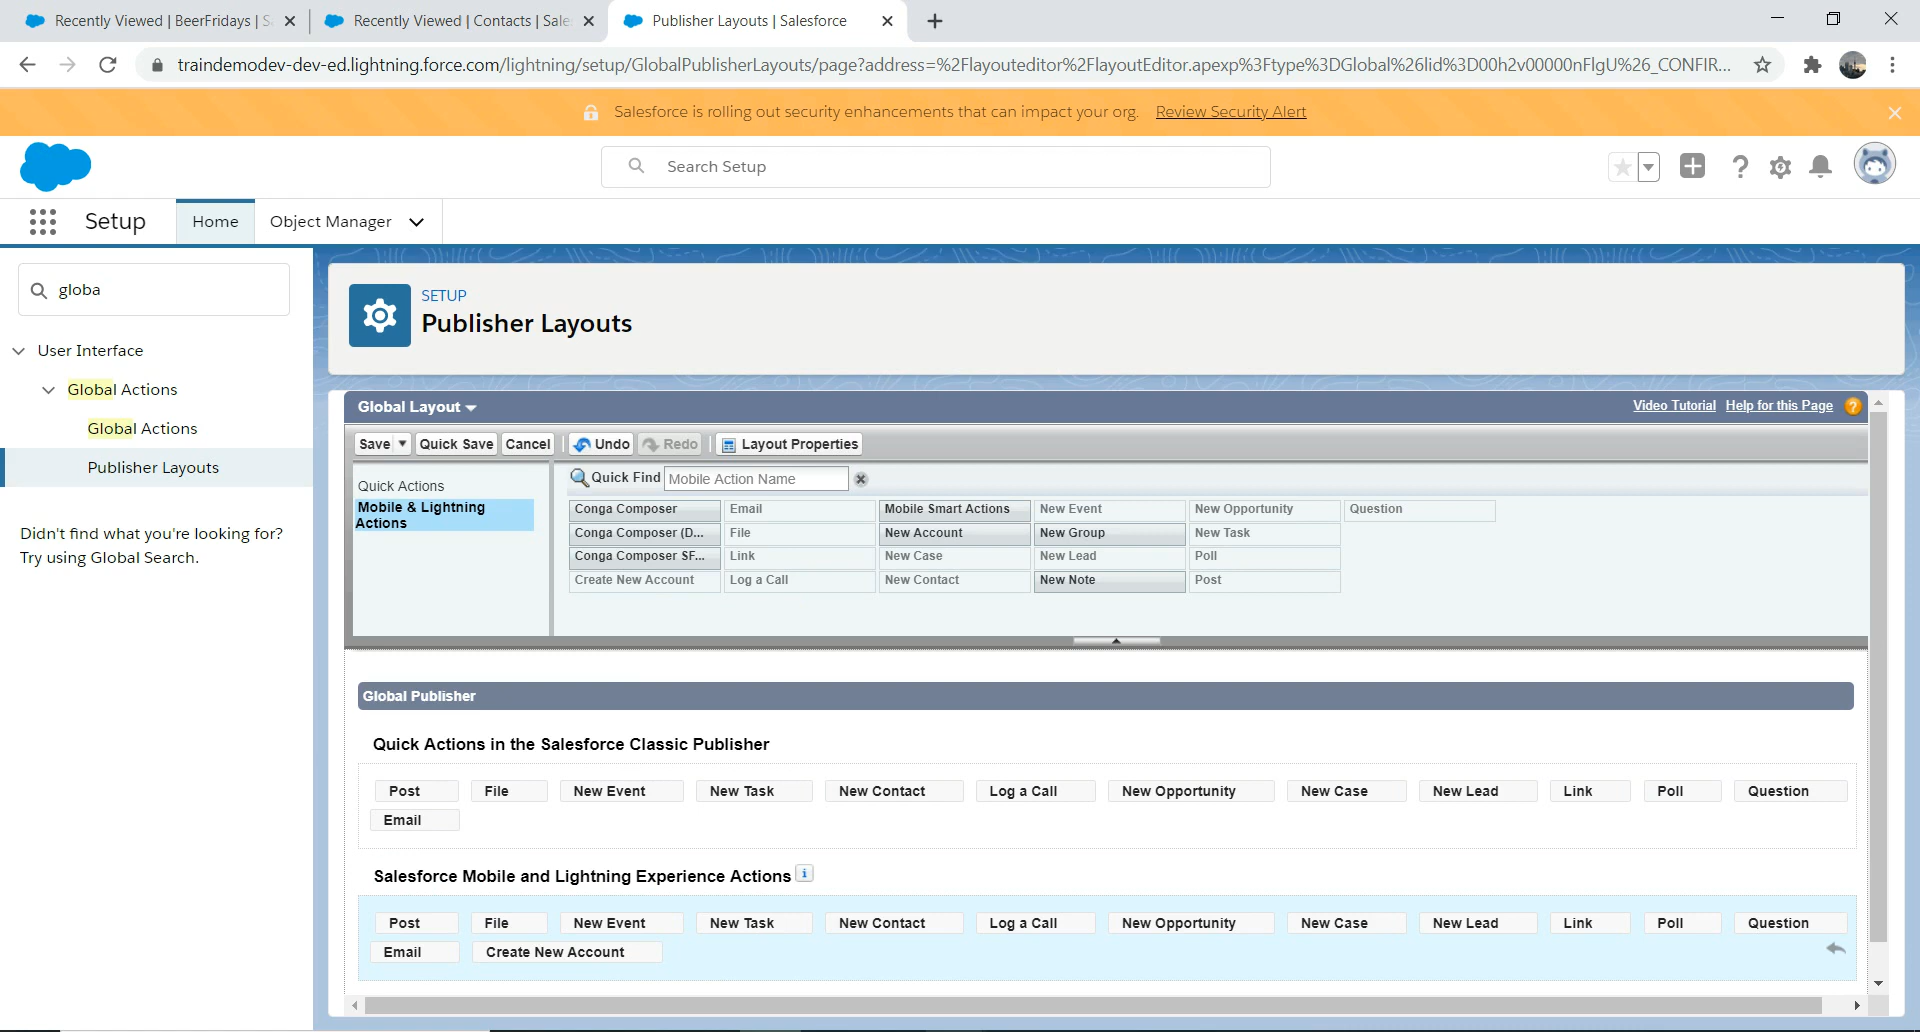 Recently Viewed | BeerFridays | S
Recently Viewed | Contacts | Sale
Publisher Layouts | Salesforce
traindemodev-dev-ed.lightning.force.com/lightning/setup/GlobalPublisherLayouts/page?address=%2Flayouteditor%2FlayoutEditor.apexp%3Ftype%3DGlobal%26lid%3D00h2v00000nFIgU%26_CONFIR...
Salesforce is rolling out security enhancements that can impact your org. Review Security Alert
Search Setup
Setup Home Object Manager
globa
User Interface
Global Actions
Global Actions
Publisher Layouts
Didn't find what you're looking for?
Try using Global Search.
SETUP
Publisher Layouts
Global Layout
Video Tutorial Help for this Page ?
Save Quick Save Cancel Undo Redo Layout Properties
Quick Actions
Mobile & Lightning
Actions
Quick Find Mobile Action Name
Conga Composer Email Mobile Smart Actions New Event New Opportunity Question
Conga Composer (D... File New Account New Group New Task
Conga Composer SF... Link New Case New Lead Poll
Create New Account Log a Call New Contact New Note Post
Global Publisher
Quick Actions in the Salesforce Classic Publisher
Post File New Event New Task New Contact Log a Call New Opportunity New Case New Lead Link Poll Question
Email
Salesforce Mobile and Lightning Experience Actions i
Post File New Event New Task New Contact Log a Call New Opportunity New Case New Lead Link Poll Question
Email Create New Account